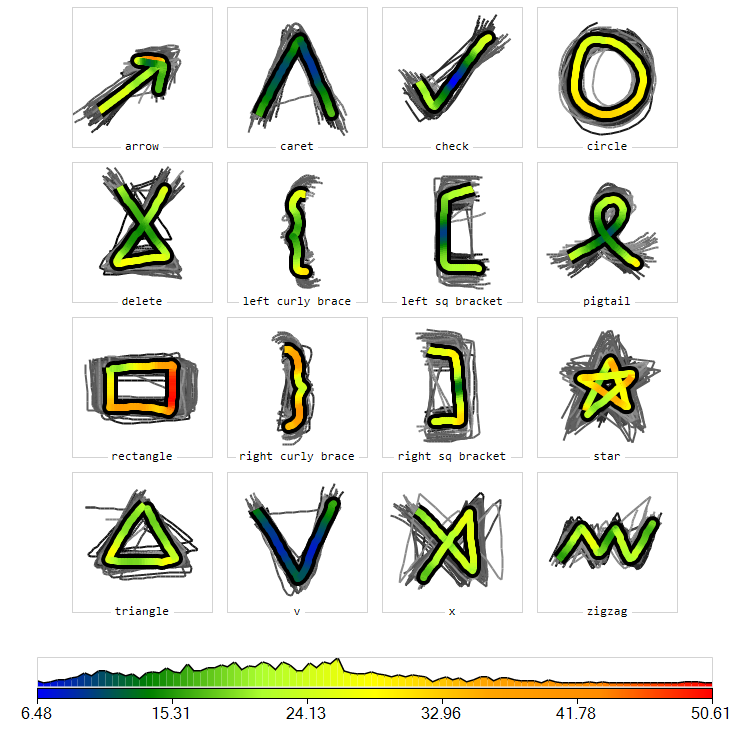 arrow
caret
check
circle
delete
left curly brace
left sq bracket
pigtail
rectangle
right curly brace
right sq bracket
star
triangle
v
x
zigzag
6.48 15.31 24.13 32.96 41.78 50.61